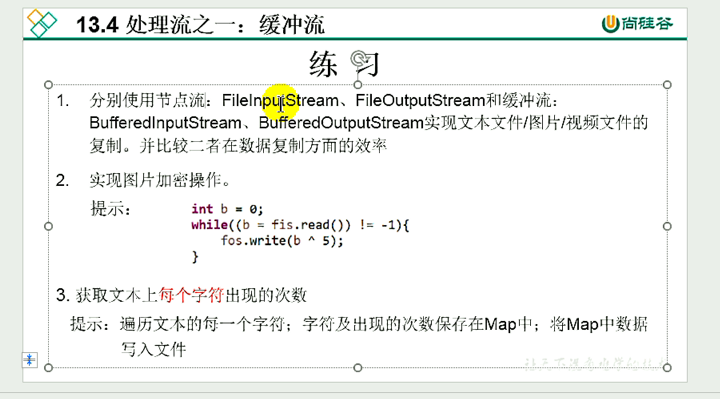 13.4 处理流之一：缓冲流
尚硅谷
练 习
1. 分别使用节点流：FileInputStream、FileOutputStream和缓冲流：
BufferedInputStream、BufferedOutputStream实现文本文件/图片/视频文件的
复制。并比较二者在数据复制方面的效率
2. 实现图片加密操作。
提示：
int b = 0;
while((b = fis.read()) != -1){
fos.write(b ^ 5);
}
3. 获取文本上每个字符出现的次数
提示：遍历文本的每一个字符；字符及出现的次数保存在Map中；将Map中数据
写入文件